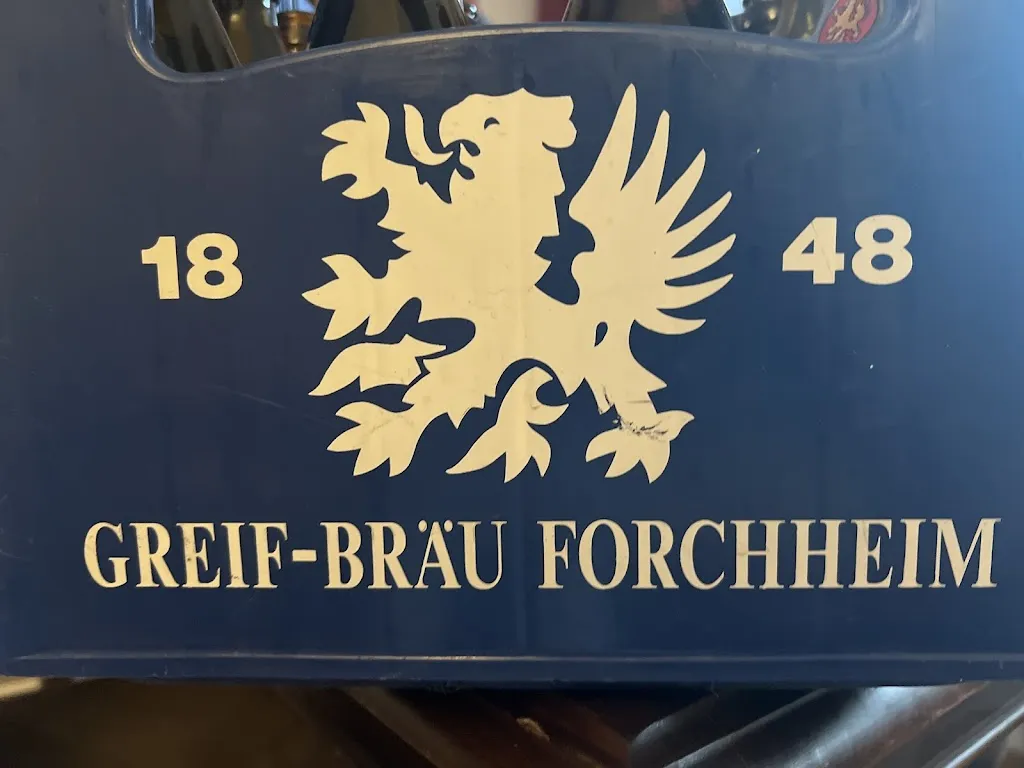 18 48
GREIF-BRÄU FORCHHEIM